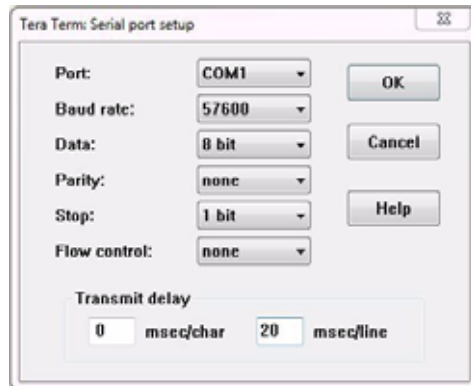 Tera Term: Serial port setup
Port: COM1 OK
Baud rate: 57600
Data: 8 bit Cancel
Parity: none
Stop: 1 bit Help
Flow control: none
Transmit delay
0 msec/char 20 msec/line